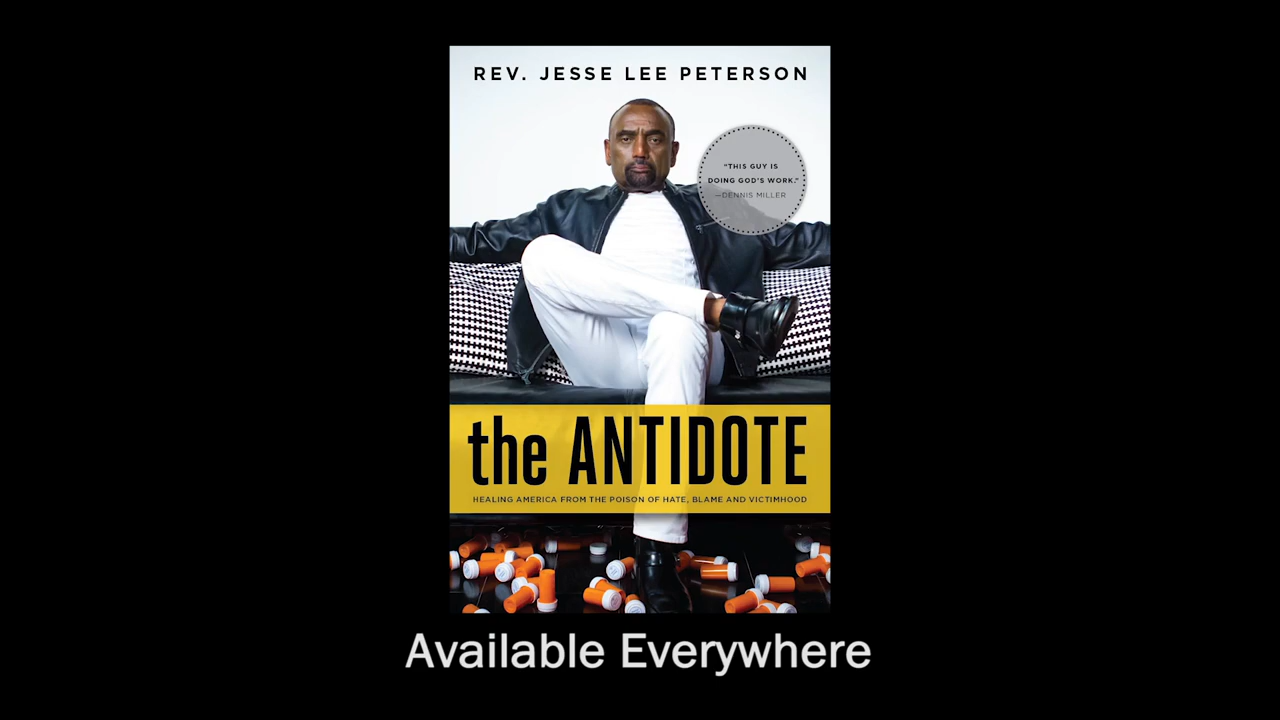 REV. JESSE LEE PETERSON
"THIS GUY IS
DOING GOD'S WORK."
—DENNIS MILLER
the ANTIDOTE
HEALING AMERICA FROM THE POISON OF HATE, BLAME AND VICTIMHOOD
Available Everywhere